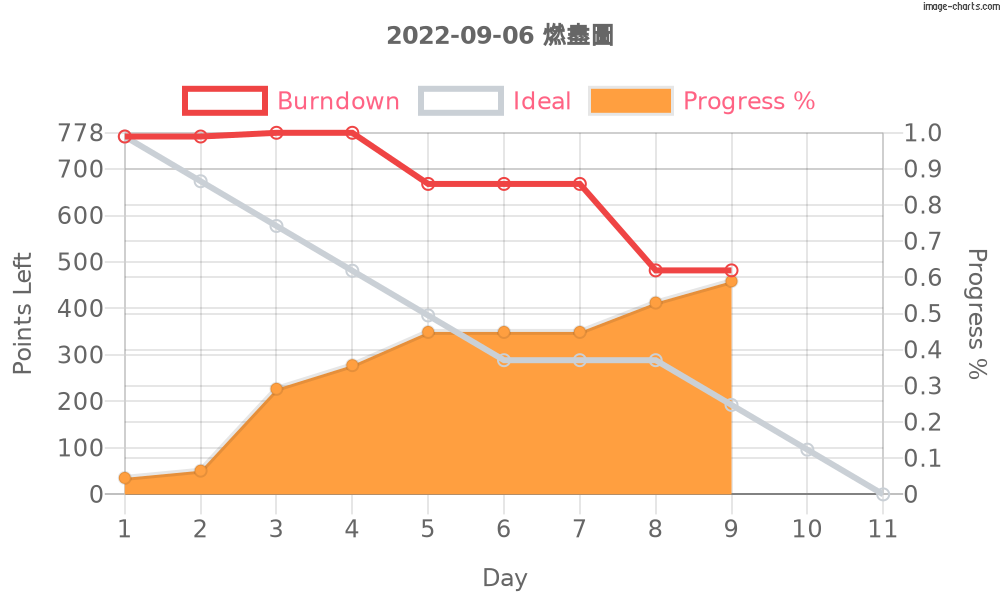 image-charts.com
2022-09-06 燃盡圖
Burndown Ideal Progress %
778 1.0
700 0.9
0.8
600
0.7
500 0.6
400 0.5
300 0.4
0.3
200 0.2
100 0.1
0 0
Points Left
Progress %
1 2 3 4 5 6 7 8 9 10 11
Day